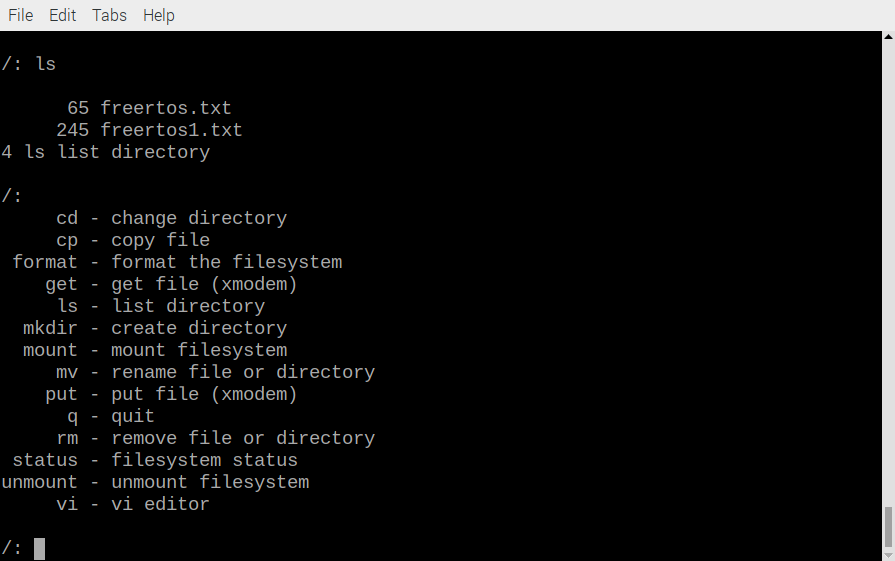 File Edit Tabs Help
/: ls
65 freertos.txt
245 freertos1.txt
4 ls list directory
/:
cd - change directory
cp - copy file
format - format the filesystem
get - get file (xmodem)
ls - list directory
mkdir - create directory
mount - mount filesystem
mv - rename file or directory
put - put file (xmodem)
q - quit
rm - remove file or directory
status - filesystem status
unmount - unmount filesystem
vi - vi editor
/: